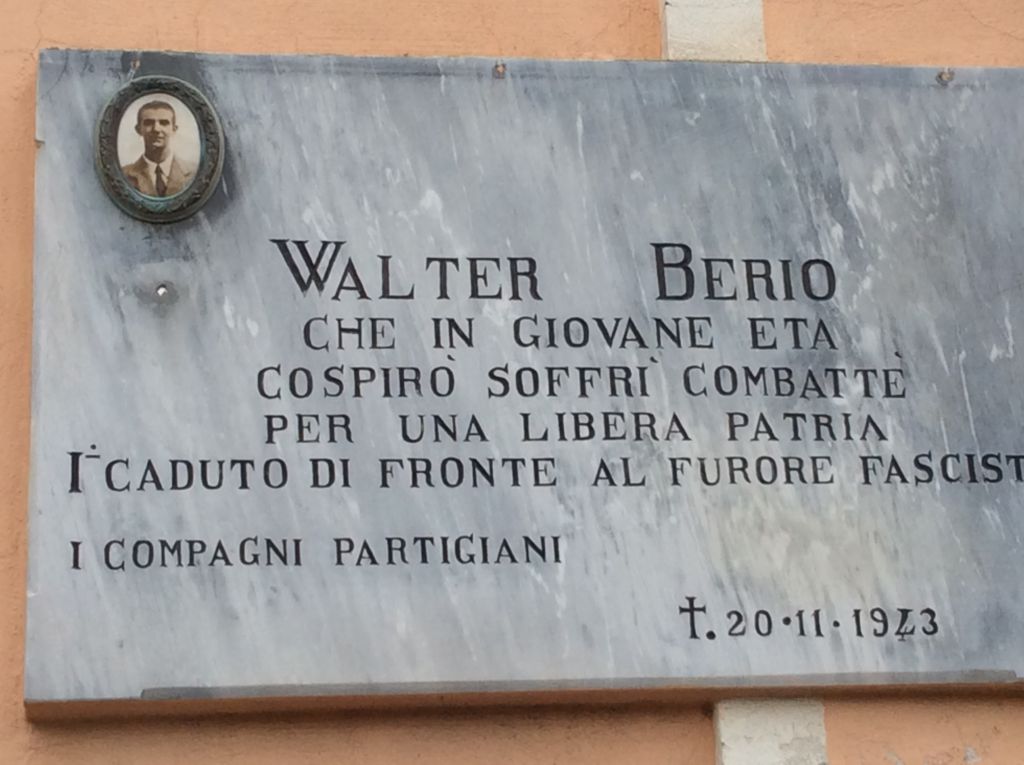 WALTER BERIO
CHE IN GIOVANE ETA
COSPIRÒ SOFFRÌ COMBATTÈ
PER UNA LIBERA PATRIA
I° CADUTO DI FRONTE AL FURORE FASCIST
I COMPAGNI PARTIGIANI
†. 20·11·1943